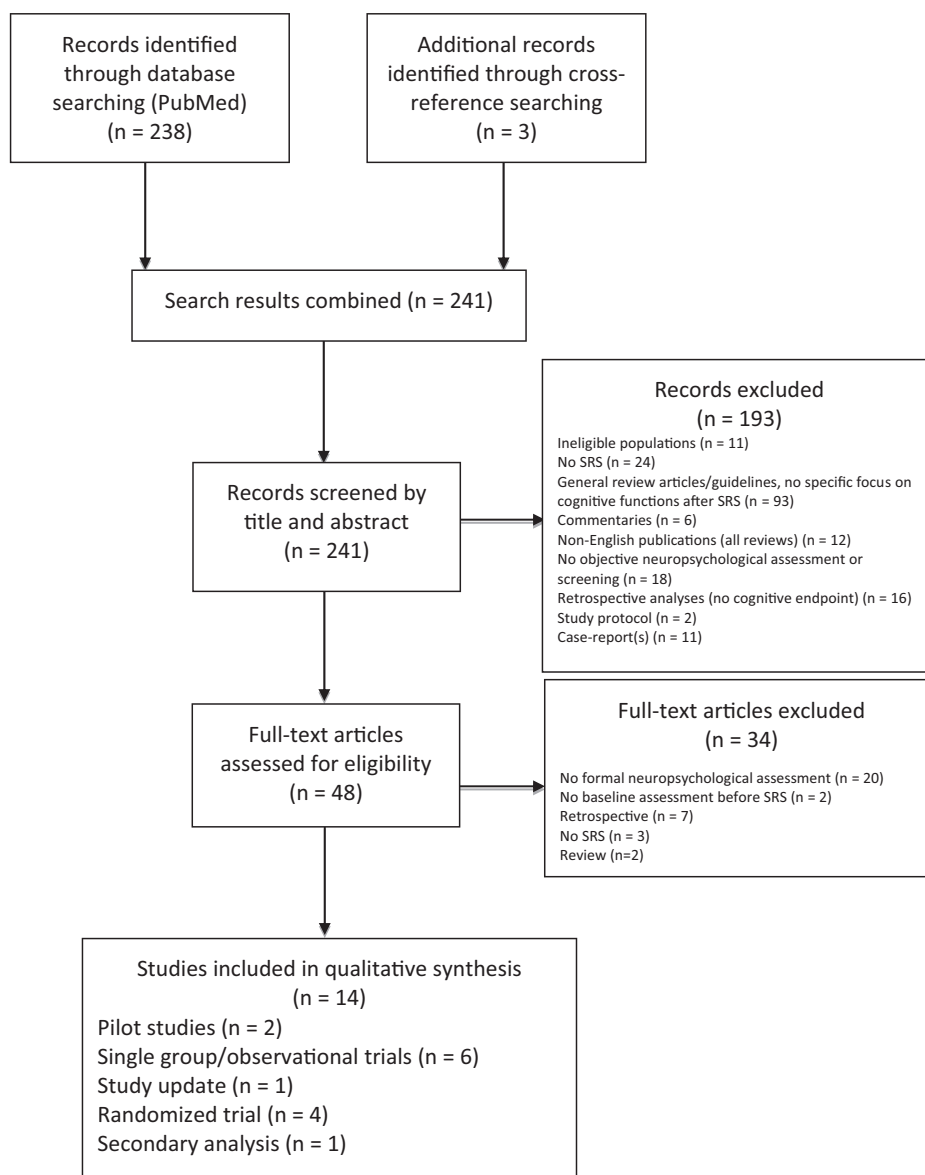 Records identified
through database
searching (PubMed)
(n = 238)
Additional records
identified through cross-
reference searching
(n = 3)
Search results combined (n = 241)
Records screened by
title and abstract
(n = 241)
Records excluded
(n = 193)
Ineligible populations (n = 11)
No SRS (n = 24)
General review articles/guidelines, no specific focus on
cognitive functions after SRS (n = 93)
Commentaries (n = 6)
Non-English publications (all reviews) (n = 12)
No objective neuropsychological assessment or
screening (n = 18)
Retrospective analyses (no cognitive endpoint) (n = 16)
Study protocol (n = 2)
Case-report(s) (n = 11)
Full-text articles
assessed for eligibility
(n = 48)
Full-text articles excluded
(n = 34)
No formal neuropsychological assessment (n = 20)
No baseline assessment before SRS (n = 2)
Retrospective (n = 7)
No SRS (n = 3)
Review (n=2)
Studies included in qualitative synthesis
(n = 14)
Pilot studies (n = 2)
Single group/observational trials (n = 6)
Study update (n = 1)
Randomized trial (n = 4)
Secondary analysis (n = 1)